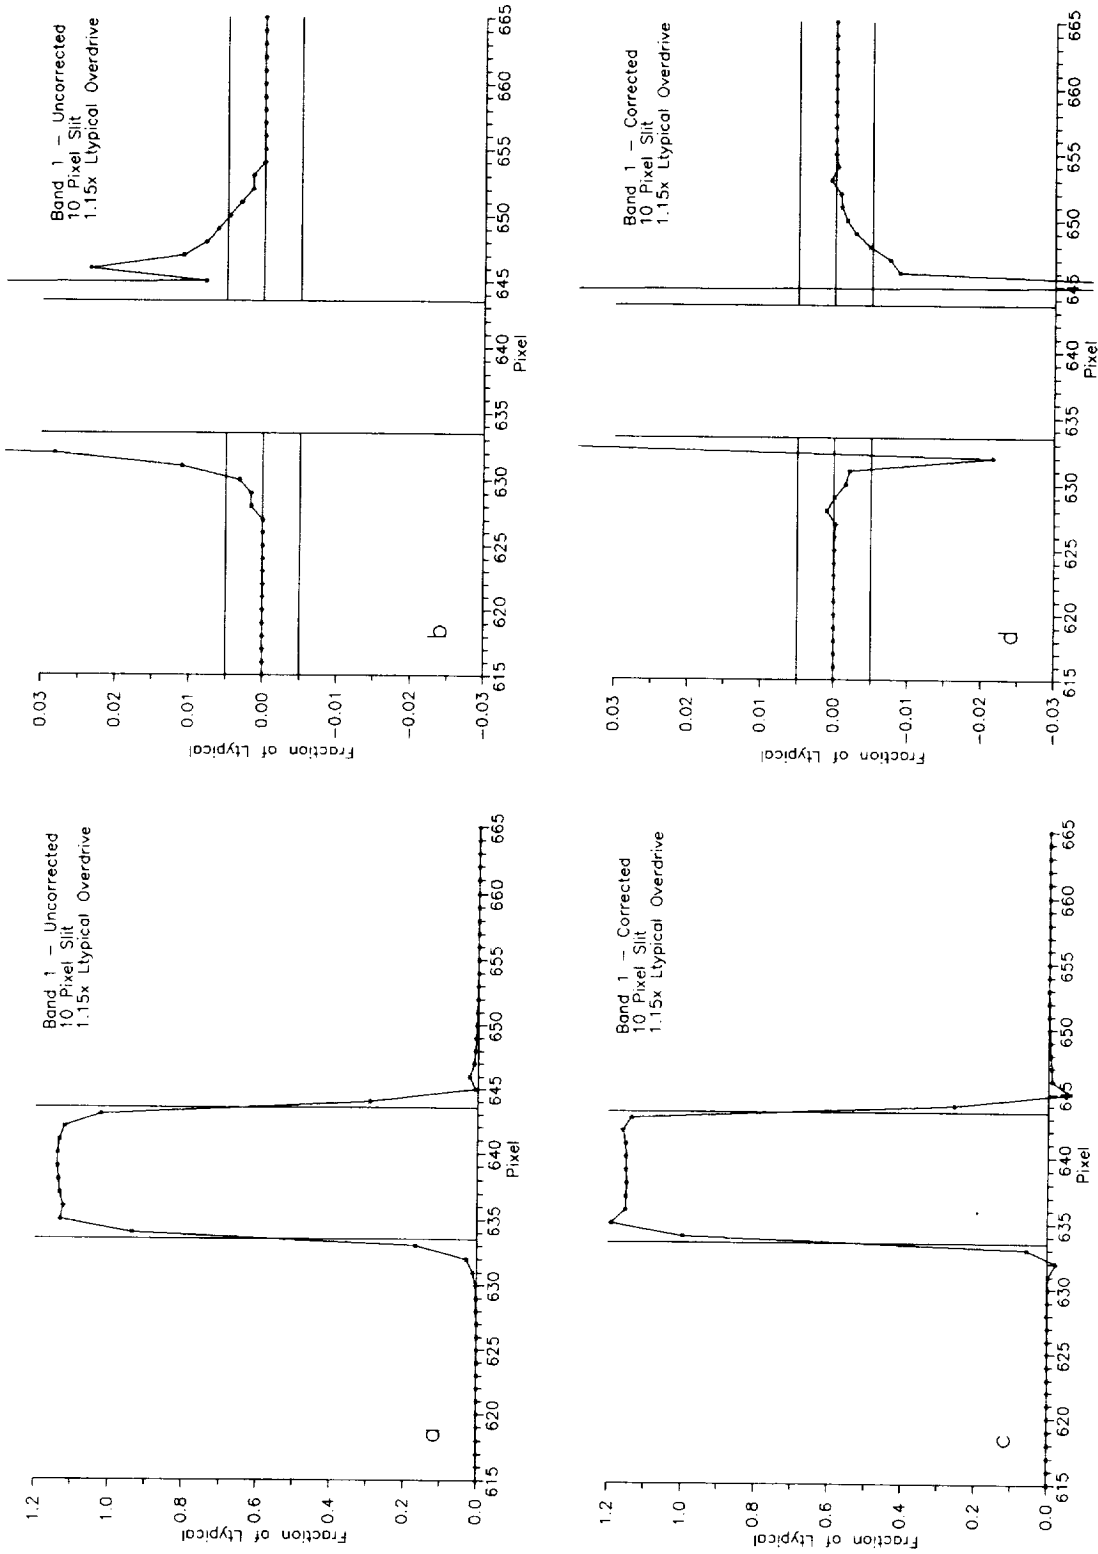 Band 1 – Uncorrected
10 Pixel Slit
1.15x Ltypical Overdrive
Fraction of Ltypical
1.2
1.0
0.8
0.6
0.4
0.2
0.0
615 620 625 630 635 640 645 650 655 660 665
Pixel
a
Band 1 – Uncorrected
10 Pixel Slit
1.15x Ltypical Overdrive
Fraction of Ltypical
0.03
0.02
0.01
0.00
-0.01
-0.02
-0.03
615 620 625 630 635 640 645 650 655 660 665
Pixel
b
Band 1 – Corrected
10 Pixel Slit
1.15x Ltypical Overdrive
Fraction of Ltypical
1.2
1.0
0.8
0.6
0.4
0.2
0.0
615 620 625 630 635 640 645 650 655 660 665
Pixel
c
Band 1 – Corrected
10 Pixel Slit
1.15x Ltypical Overdrive
Fraction of Ltypical
0.03
0.02
0.01
0.00
-0.01
-0.02
-0.03
615 620 625 630 635 640 645 650 655 660 665
Pixel
d